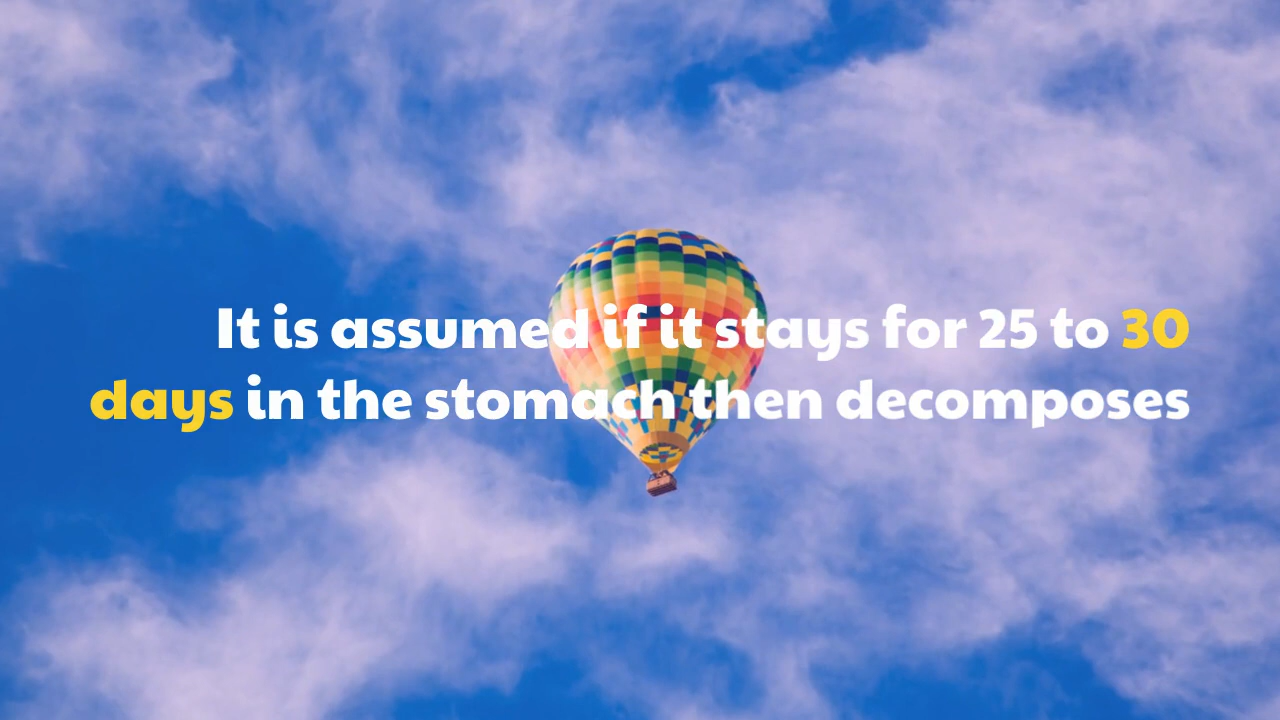 It is assumed if it stays for 25 to 30
days in the stomach then decomposes